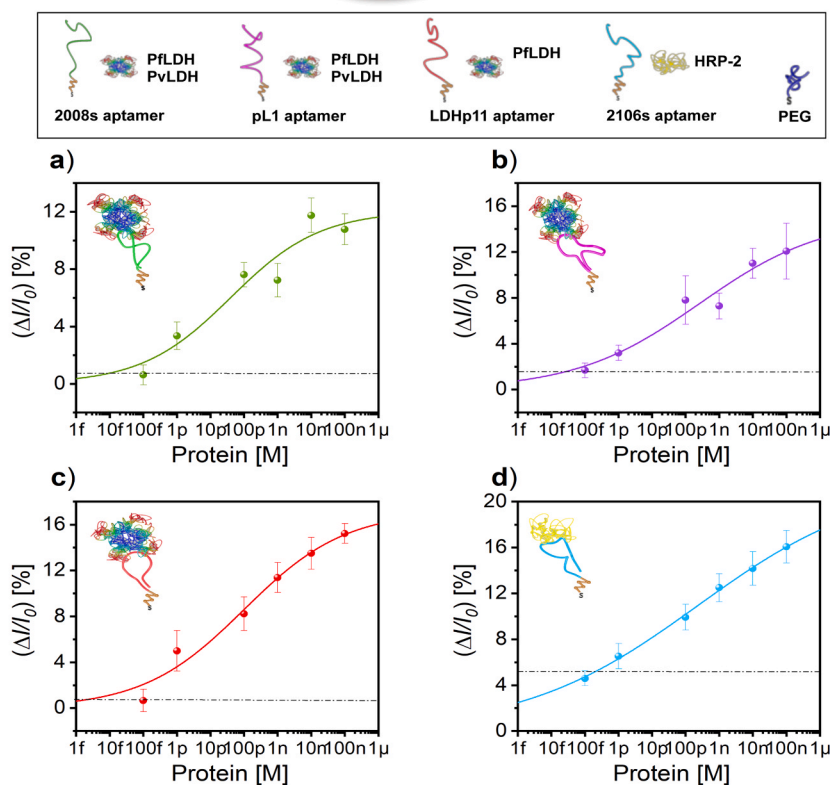 PfLDH
PvLDH
2008s aptamer
PfLDH
PvLDH
pL1 aptamer
PfLDH
LDHp11 aptamer
HRP-2
2106s aptamer
S
PEG
a)
(ΔI/I0) [%]
12
8
4
0
S
1f 10f 100f 1p 10p 100p 1n 10n 100n 1µ
Protein [M]
b)
(ΔI/I0) [%]
16
12
8
4
0
S
1f 10f 100f 1p 10p 100p 1n 10n 100n 1µ
Protein [M]
c)
(ΔI/I0) [%]
16
12
8
4
0
S
1f 10f 100f 1p 10p 100p 1n 10n 100n 1µ
Protein [M]
d)
(ΔI/I0) [%]
20
16
12
8
4
0
S
1f 10f 100f 1p 10p 100p 1n 10n 100n 1µ
Protein [M]